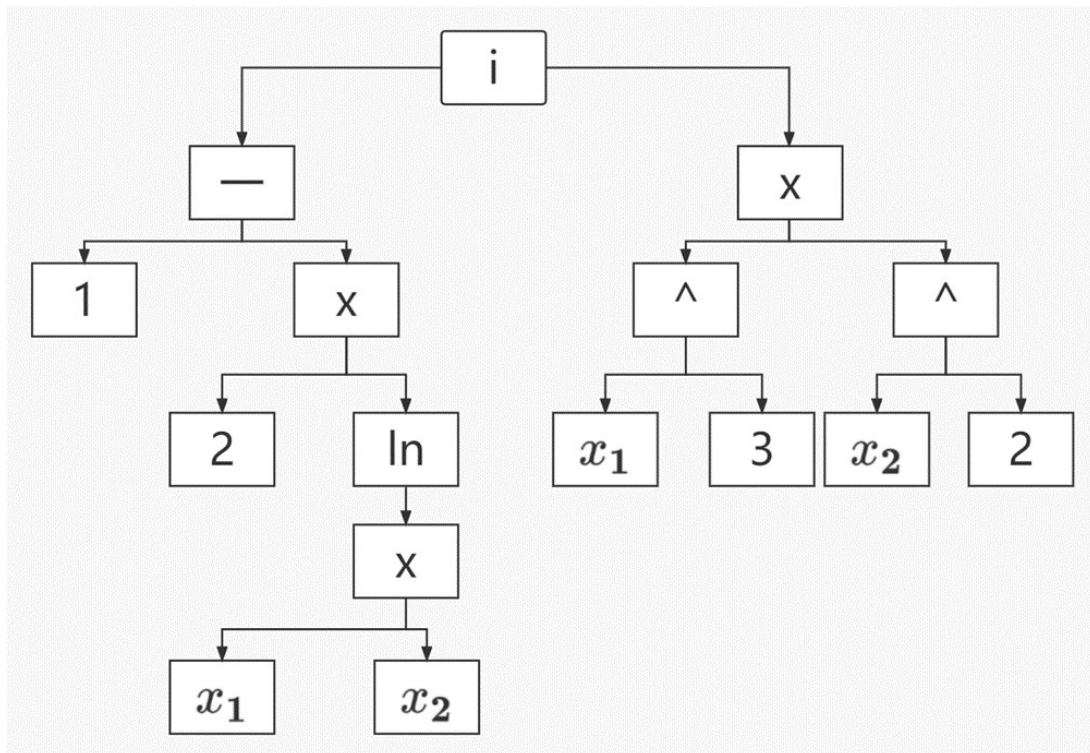 i
— x
1 x ^ ^
2 ln x₁ 3 x₂ 2
x
x₁ x₂